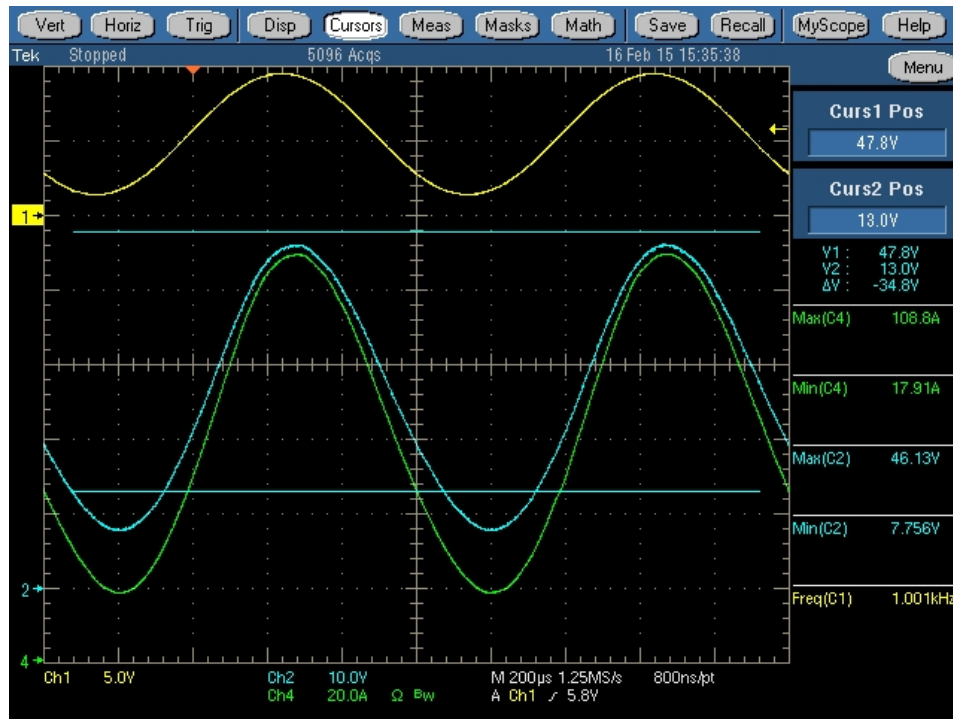 Vert Horiz Trig Disp Cursors Meas Masks Math Save Recall MyScope Help
Tek Stopped 5096 Acqs 16 Feb 15 15:35:38
Menu
Curs1 Pos
47.8V
Curs2 Pos
13.0V
V1 : 47.8V
V2 : 13.0V
ΔV : -34.8V
Max(C4) 108.8A
Min(C4) 17.91A
Max(C2) 46.13V
Min(C2) 7.756V
Freq(C1) 1.001kHz
1
2
4
Ch1 5.0V Ch2 10.0V M 200µs 1.25MS/s 800ns/pt
Ch4 20.0A Ω Bw A Ch1 5.8V